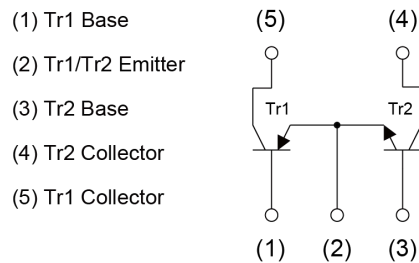 (1) Tr1 Base
(2) Tr1/Tr2 Emitter
(3) Tr2 Base
(4) Tr2 Collector
(5) Tr1 Collector
(5) (4)
Tr1 Tr2
(1) (2) (3)